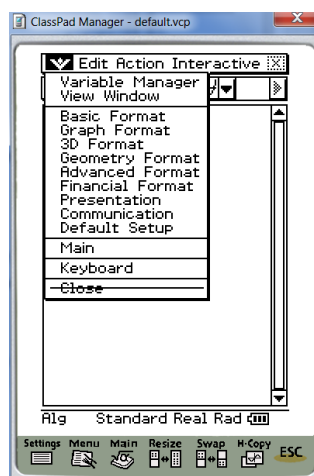 ClassPad Manager - default.vcp
Edit Action Interactive
Variable Manager
View Window
Basic Format
Graph Format
3D Format
Geometry Format
Advanced Format
Financial Format
Presentation
Communication
Default Setup
Main
Keyboard
Close
Alg Standard Real Rad
Settings Menu Main Resize Swap H-Copy ESC